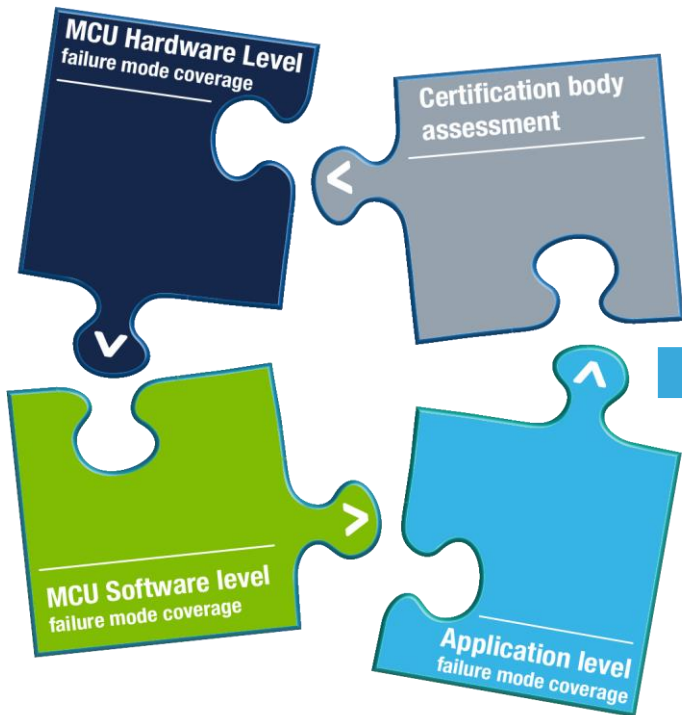 MCU Hardware Level
failure mode coverage
Certification body
assessment
MCU Software level
failure mode coverage
Application level
failure mode coverage